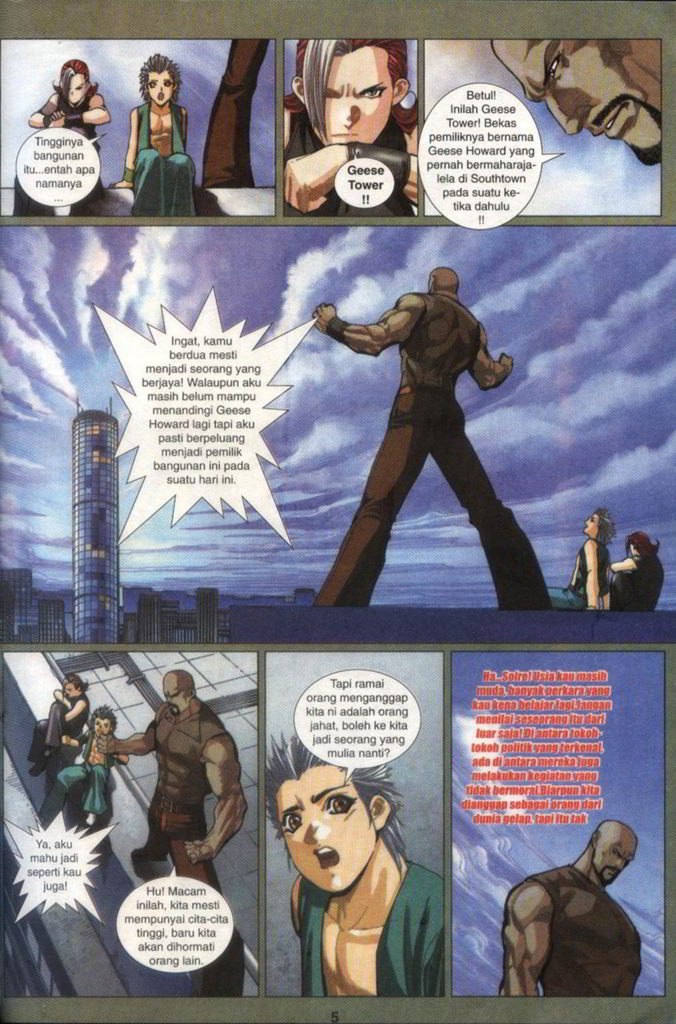 Tingginya
bangunan
itu...entah apa
namanya
...
Geese
Tower
!!
Betul!
Inilah Geese
Tower! Bekas
pemiliknya bernama
Geese Howard yang
pernah bermaharaja-
lela di Southtown
pada suatu ke-
tika dahulu
!!
Ingat, kamu
berdua mesti
menjadi seorang yang
berjaya! Walaupun aku
masih belum mampu
menandingi Geese
Howard lagi tapi aku
pasti berpeluang
menjadi pemilik
bangunan ini pada
suatu hari ini.
Ya, aku
mahu jadi
seperti kau
juga!
Hu! Macam
inilah, kita mesti
mempunyai cita-cita
tinggi, baru kita
akan dihormati
orang lain.
Tapi ramai
orang menganggap
kita ni adalah orang
jahat, boleh ke kita
jadi seorang yang
mulia nanti?
Ha...Soire! Usia kau masih
muda, banyak perkara yang
kau kena belajar lagi.Jangan
menilai seseorang itu dari
luar saja! Di antara tokoh-
tokoh politik yang terkenal,
ada di antara mereka juga
melakukan kegiatan yang
tidak bermoral.Biarpun kita
dianggap sebagai orang dari
dunia gelap, tapi itu tak
5